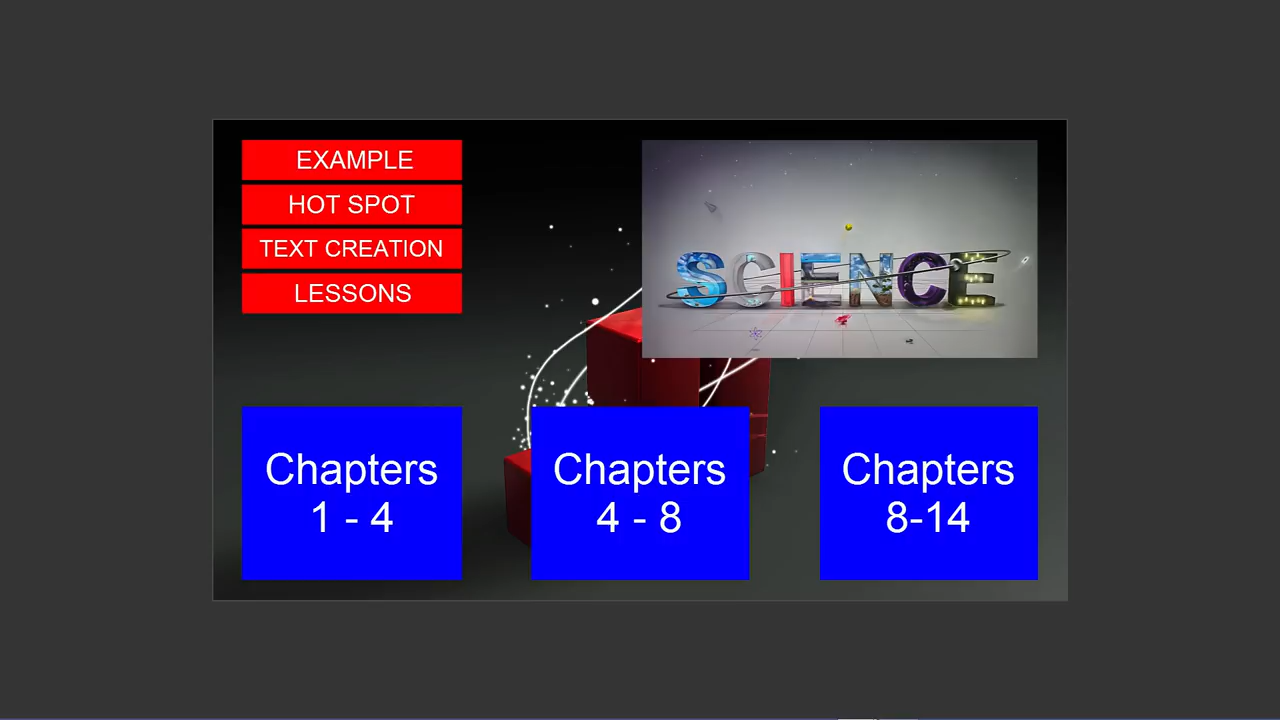 EXAMPLE
HOT SPOT
TEXT CREATION
LESSONS
SCIENCE
Chapters
1 - 4
Chapters
4 - 8
Chapters
8-14